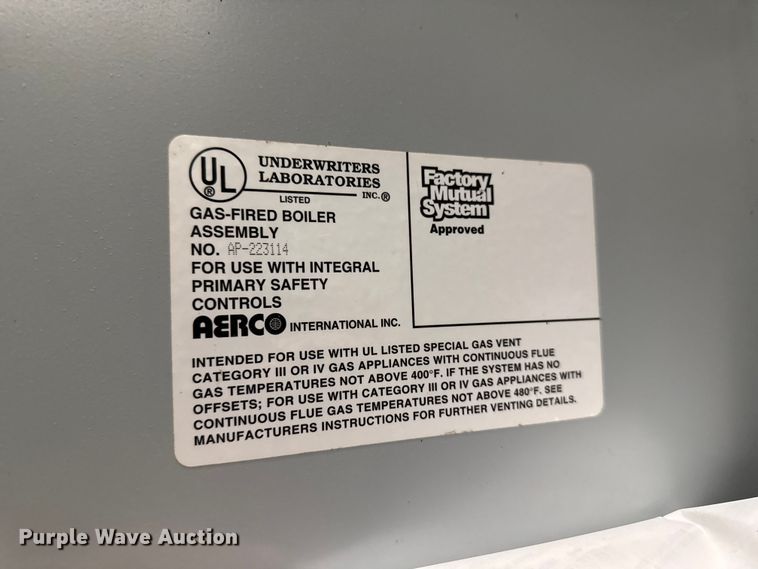 UL
®
UNDERWRITERS
LABORATORIES
INC.®
LISTED
GAS-FIRED BOILER
ASSEMBLY
NO. AP-223114
FOR USE WITH INTEGRAL
PRIMARY SAFETY
CONTROLS
AERCO INTERNATIONAL INC.
Factory
Mutual
System
Approved
INTENDED FOR USE WITH UL LISTED SPECIAL GAS VENT
CATEGORY III OR IV GAS APPLIANCES WITH CONTINUOUS FLUE
GAS TEMPERATURES NOT ABOVE 400°F. IF THE SYSTEM HAS NO
OFFSETS; FOR USE WITH CATEGORY III OR IV GAS APPLIANCES WITH
CONTINUOUS FLUE GAS TEMPERATURES NOT ABOVE 480°F. SEE
MANUFACTURERS INSTRUCTIONS FOR FURTHER VENTING DETAILS.
Purple Wave Auction